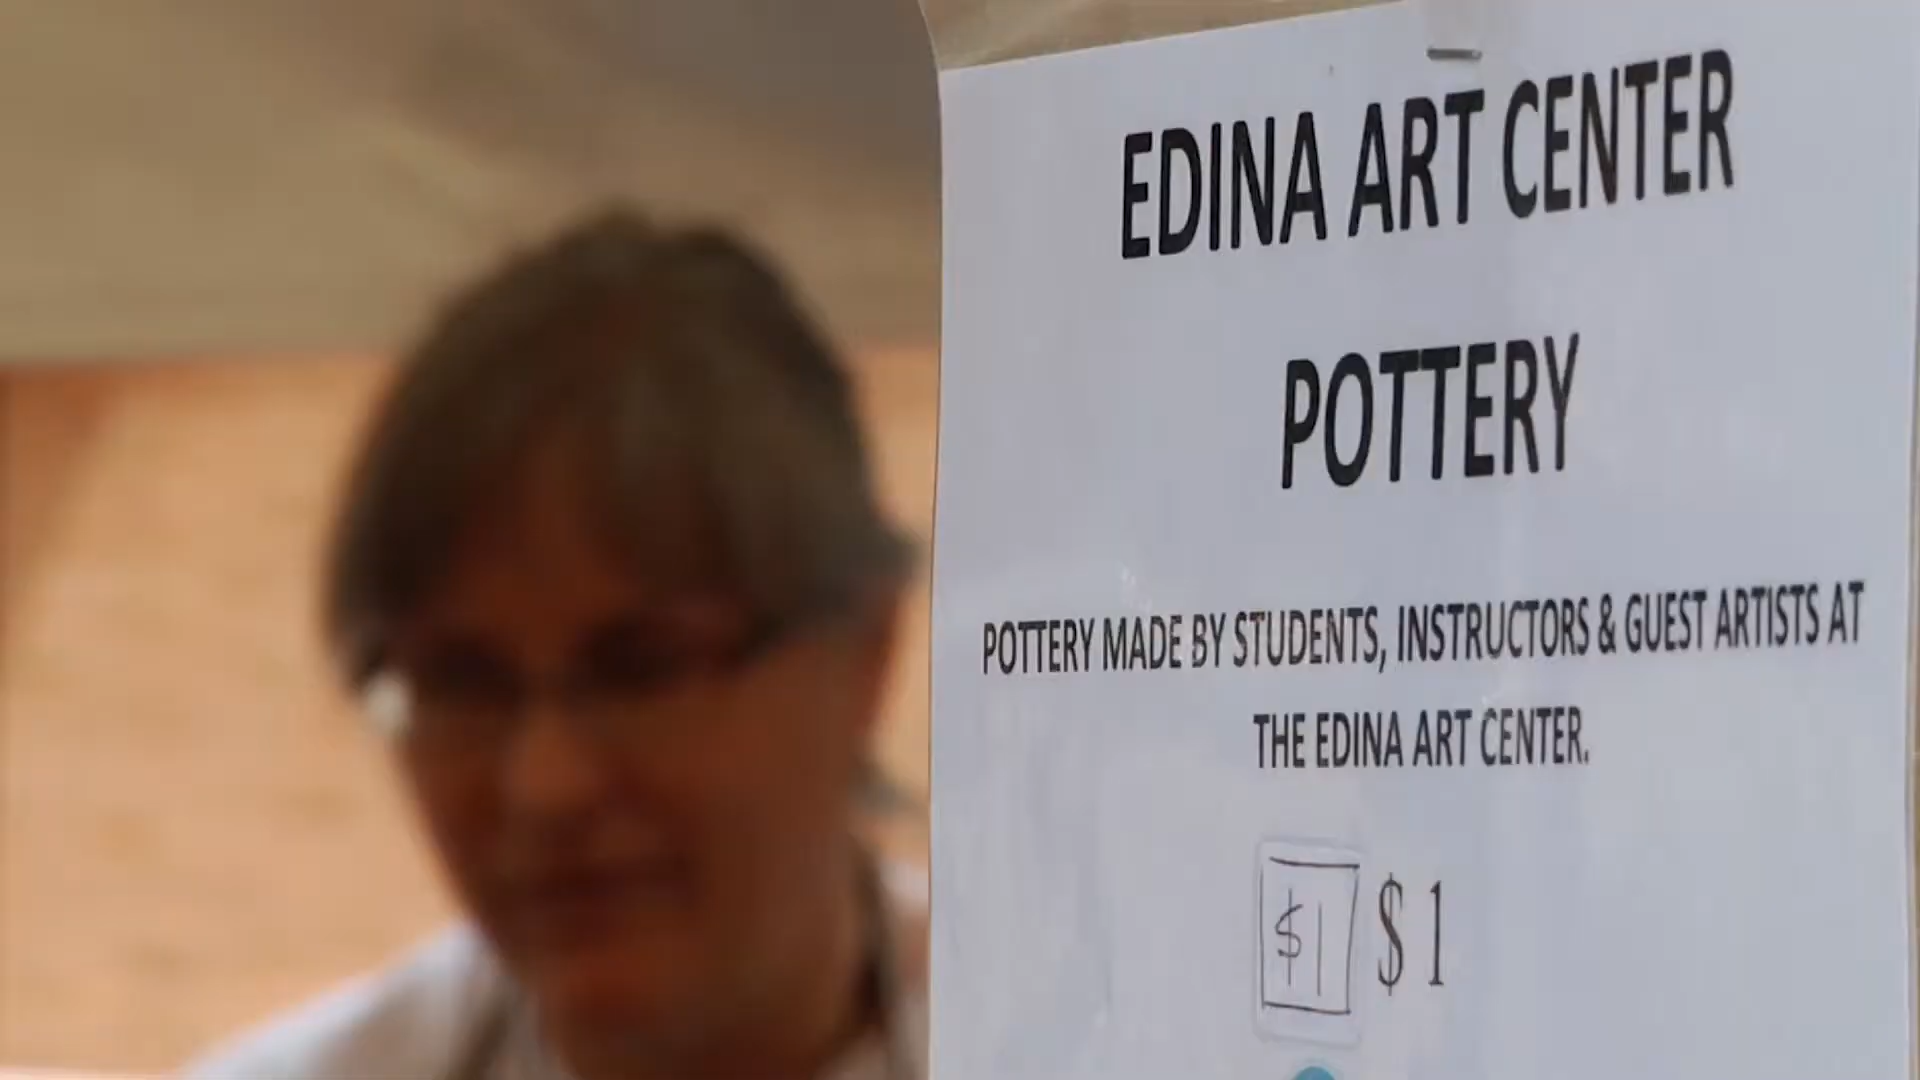 EDINA ART CENTER
POTTERY
POTTERY MADE BY STUDENTS, INSTRUCTORS & GUEST ARTISTS AT
THE EDINA ART CENTER.
$1 $ 1